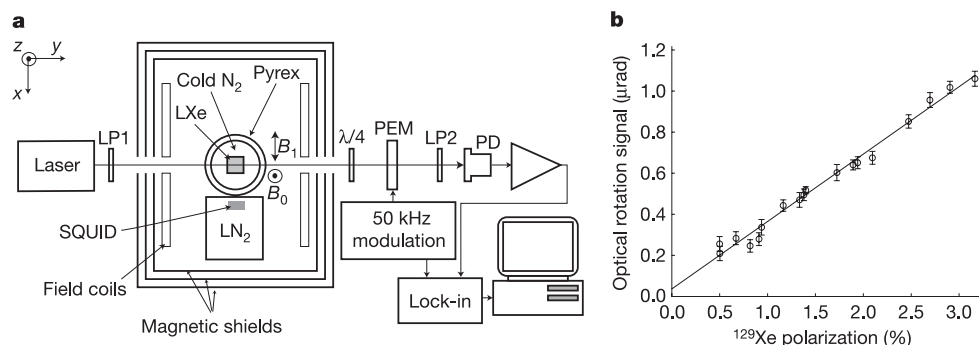 a
z
y
x
Laser
LP1
Cold N2
Pyrex
LXe
B1
B0
SQUID
LN2
Field coils
Magnetic shields
λ/4
PEM
LP2
PD
50 kHz
modulation
Lock-in
b
Optical rotation signal (μrad)
1.2
1.0
0.8
0.6
0.4
0.2
0.0
0.0 0.5 1.0 1.5 2.0 2.5 3.0
129Xe polarization (%)